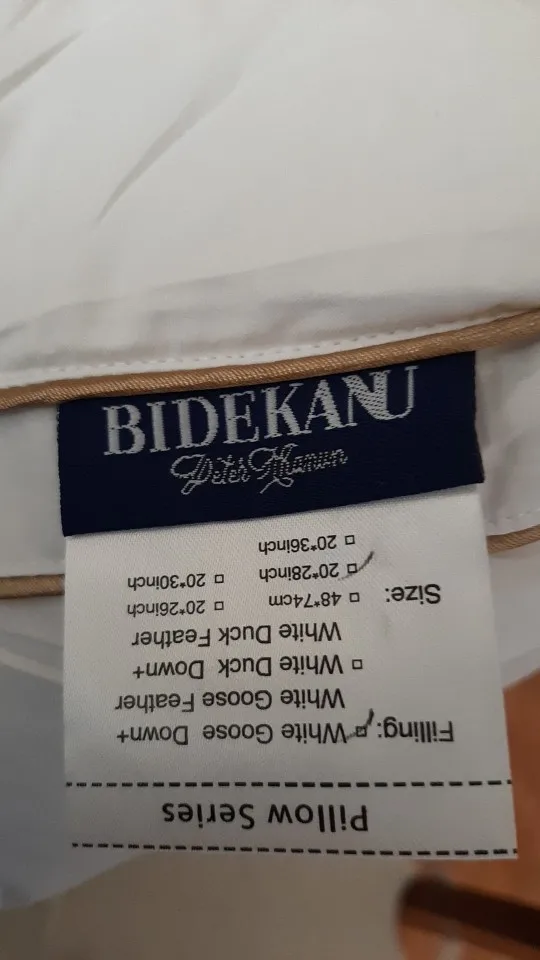 BIDEKANU
Peter Khanun
Pillow Series
Filling: White Goose Down+
White Goose Feather
White Duck Down+
White Duck Feather
Size: 48*74cm 20*26inch
20*28inch 20*30inch
20*36inch